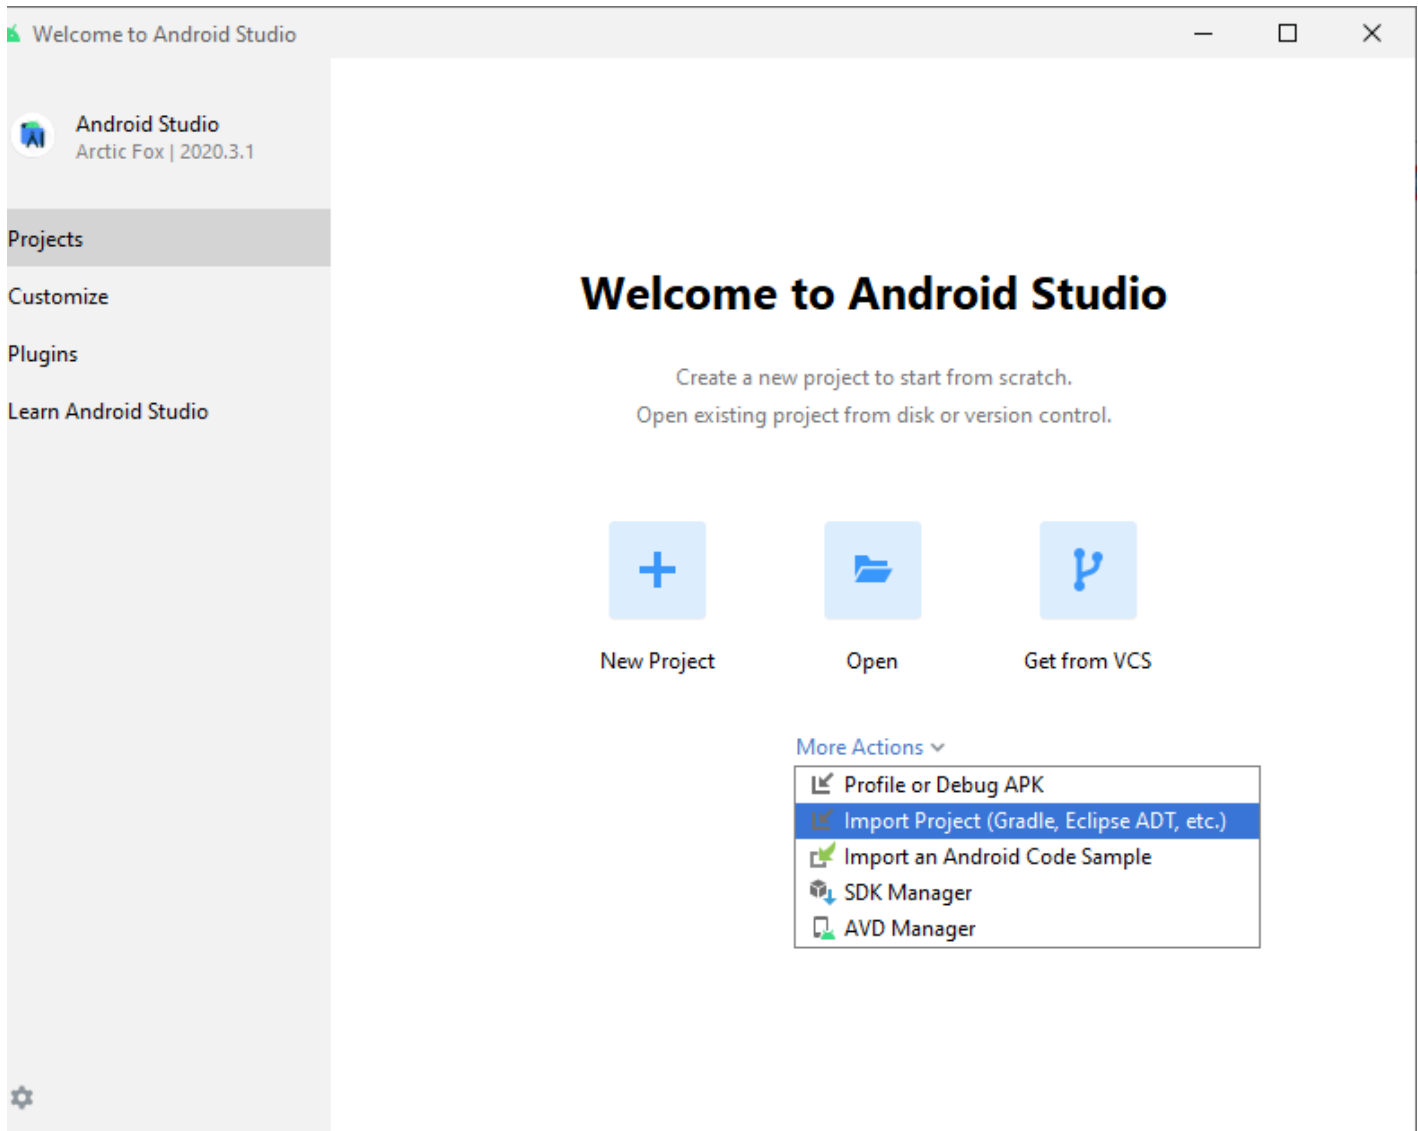 Welcome to Android Studio
Android Studio
Arctic Fox | 2020.3.1
Projects
Customize
Plugins
Learn Android Studio
Welcome to Android Studio
Create a new project to start from scratch.
Open existing project from disk or version control.
New Project
Open
Get from VCS
More Actions
Profile or Debug APK
Import Project (Gradle, Eclipse ADT, etc.)
Import an Android Code Sample
SDK Manager
AVD Manager